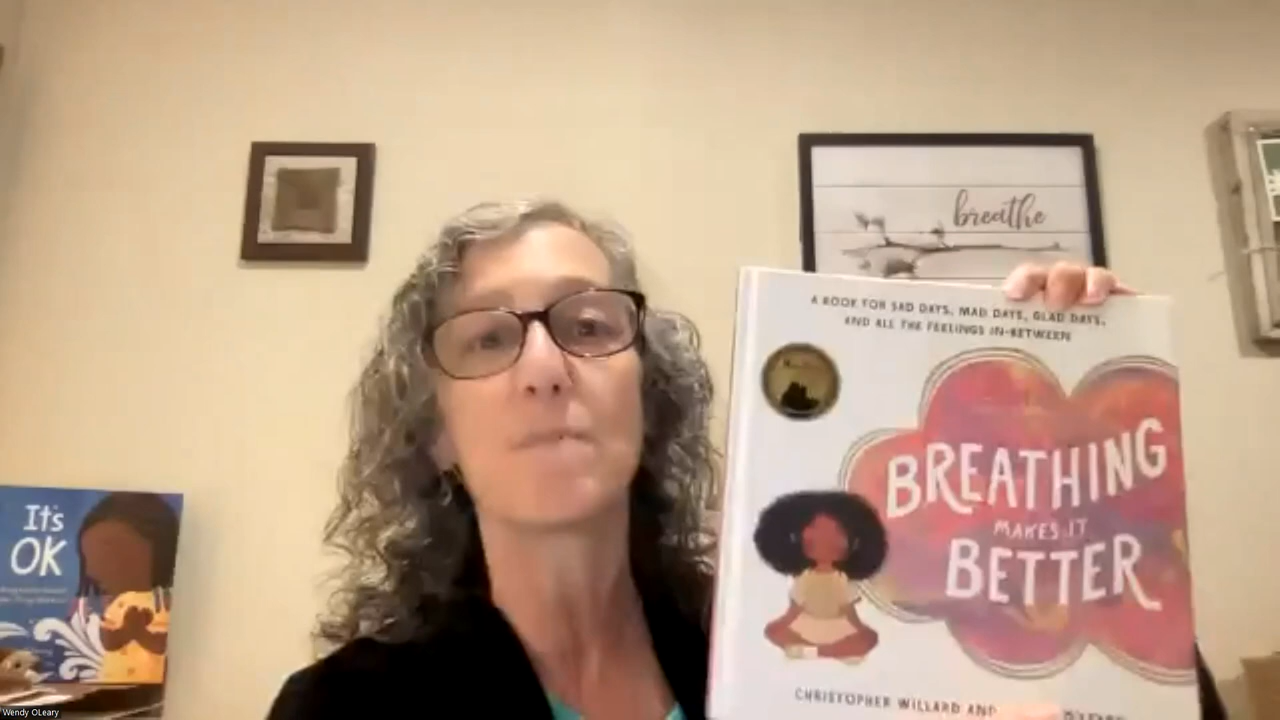 breathe
A BOOK FOR SAD DAYS, MAD DAYS, GLAD DAYS,
AND ALL THE FEELINGS IN-BETWEEN
BREATHING
MAKES IT
BETTER
CHRISTOPHER WILLARD AND
It's
OK
Wendy OLeary